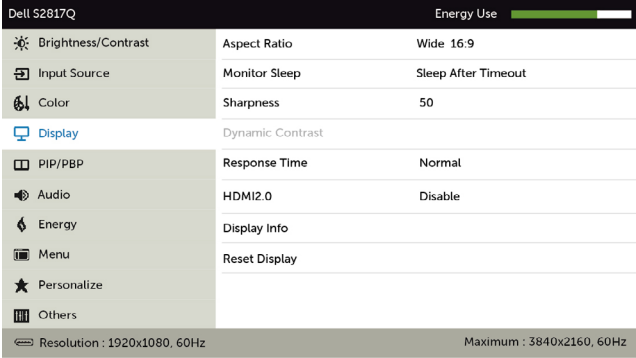 Dell S2817Q Energy Use
Brightness/Contrast Aspect Ratio Wide 16:9
Input Source Monitor Sleep Sleep After Timeout
Color Sharpness 50
Display Dynamic Contrast
PIP/PBP Response Time Normal
Audio HDMI2.0 Disable
Energy Display Info
Menu Reset Display
Personalize
Others
Resolution : 1920x1080, 60Hz Maximum : 3840x2160, 60Hz